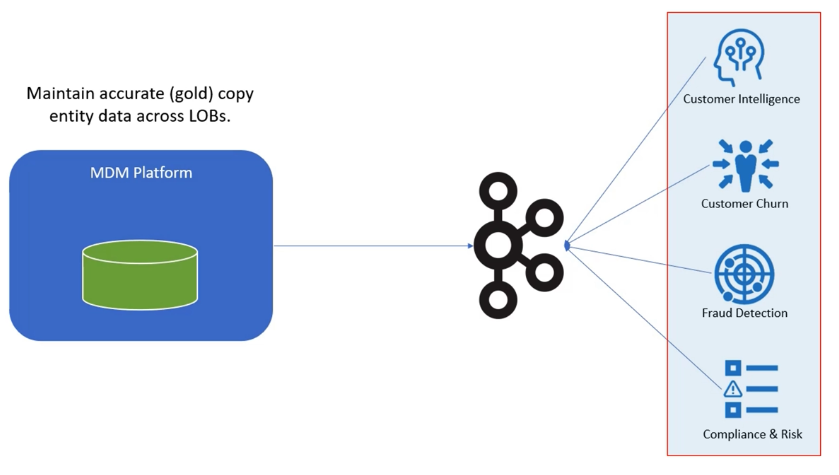 Maintain accurate (gold) copy
entity data across LOBs.
MDM Platform
Customer Intelligence
Customer Churn
Fraud Detection
Compliance & Risk